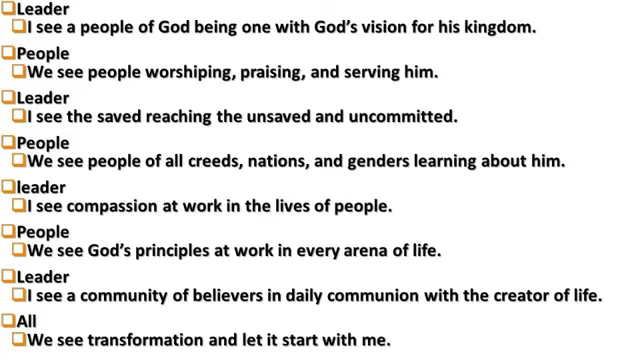 Leader
I see a people of God being one with God's vision for his kingdom.
People
We see people worshiping, praising, and serving him.
Leader
I see the saved reaching the unsaved and uncommitted.
People
We see people of all creeds, nations, and genders learning about him.
leader
I see compassion at work in the lives of people.
People
We see God's principles at work in every arena of life.
Leader
I see a community of believers in daily communion with the creator of life.
All
We see transformation and let it start with me.